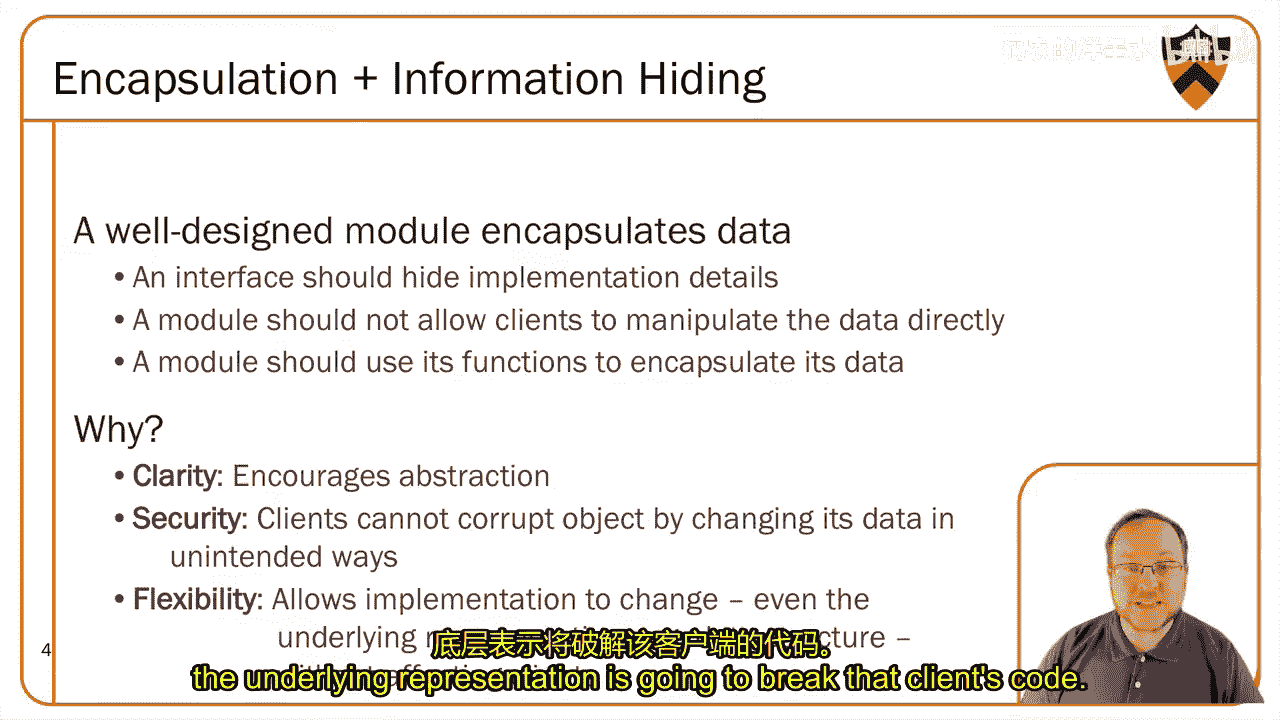 Encapsulation + Information Hiding
A well-designed module encapsulates data
• An interface should hide implementation details
• A module should not allow clients to manipulate the data directly
• A module should use its functions to encapsulate its data
Why?
• Clarity: Encourages abstraction
• Security: Clients cannot corrupt object by changing its data in
unintended ways
• Flexibility: Allows implementation to change – even the
underlying
4
底层表示将破解该客户端的代码。
the underlying representation is going to break that client's code.